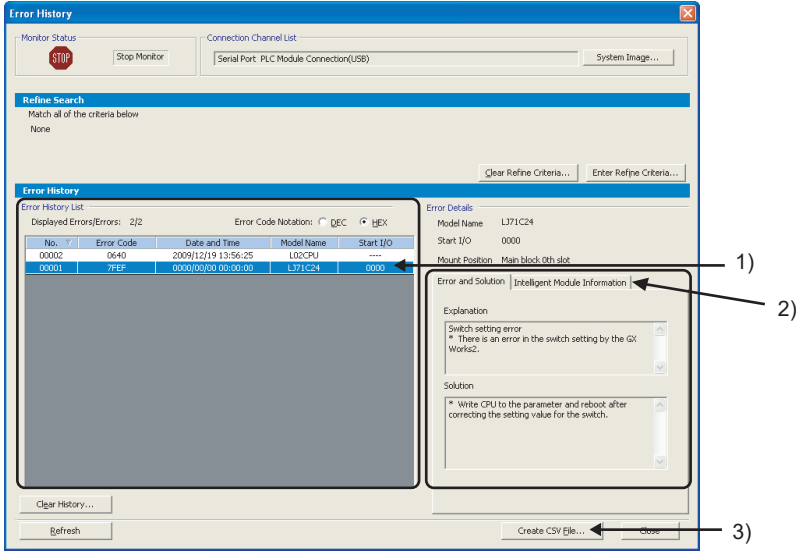 Error History
Monitor Status
STOP
Stop Monitor
Connection Channel List
Serial Port PLC Module Connection(USB)
System Image...
Refine Search
Match all of the criteria below
None
Clear Refine Criteria...
Enter Refine Criteria...
Error History
Error History List
Displayed Errors/Errors: 2/2
Error Code Notation: DEC HEX
No. Error Code Date and Time Model Name Start I/O
00002 0640 2009/12/19 13:56:25 L02CPU ----
00001 7FEF 0000/00/00 00:00:00 LJ71C24 0000
Error Details
Model Name LJ71C24
Start I/O 0000
Mount Position Main block 0th slot
1)
Error and Solution Intelligent Module Information
2)
Explanation
Switch setting error
* There is an error in the switch setting by the GX
Works2.
Solution
* Write CPU to the parameter and reboot after
correcting the setting value for the switch.
Clear History...
Refresh
Create CSV File...
Close
3)